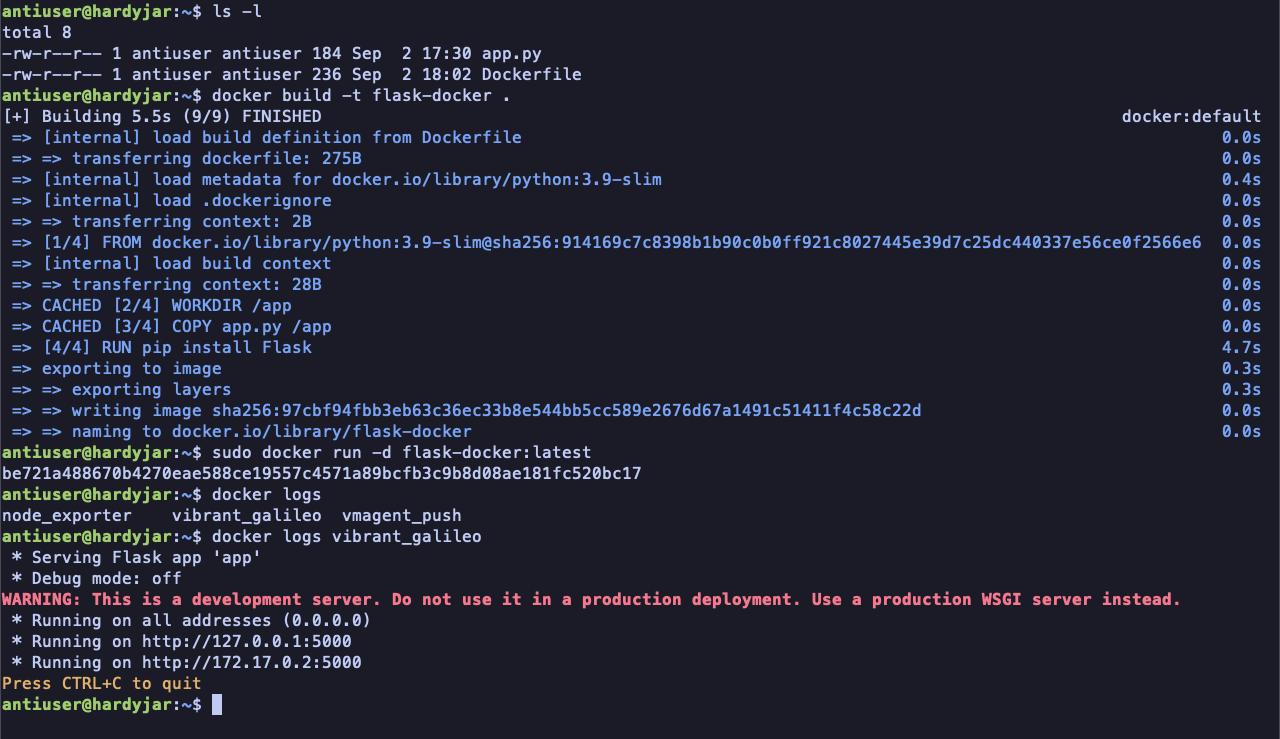 antiuser@hardyjar:~$ ls -l
total 8
-rw-r--r-- 1 antiuser antiuser 184 Sep  2 17:30 app.py
-rw-r--r-- 1 antiuser antiuser 236 Sep  2 18:02 Dockerfile
antiuser@hardyjar:~$ docker build -t flask-docker .
[+] Building 5.5s (9/9) FINISHED docker:default
=> [internal] load build definition from Dockerfile 0.0s
=> => transferring dockerfile: 275B 0.0s
=> [internal] load metadata for docker.io/library/python:3.9-slim 0.4s
=> [internal] load .dockerignore 0.0s
=> => transferring context: 2B 0.0s
=> [1/4] FROM docker.io/library/python:3.9-slim@sha256:914169c7c8398b1b90c0b0ff921c8027445e39d7c25dc440337e56ce0f2566e6 0.0s
=> [internal] load build context 0.0s
=> => transferring context: 28B 0.0s
=> CACHED [2/4] WORKDIR /app 0.0s
=> CACHED [3/4] COPY app.py /app 0.0s
=> [4/4] RUN pip install Flask 4.7s
=> exporting to image 0.3s
=> => exporting layers 0.3s
=> => writing image sha256:97cbf94fbb3eb63c36ec33b8e544bb5cc589e2676d67a1491c51411f4c58c22d 0.0s
=> => naming to docker.io/library/flask-docker 0.0s
antiuser@hardyjar:~$ sudo docker run -d flask-docker:latest
be721a488670b4270eae588ce19557c4571a89bcfb3c9b8d08ae181fc520bc17
antiuser@hardyjar:~$ docker logs
node_exporter    vibrant_galileo  vmagent_push
antiuser@hardyjar:~$ docker logs vibrant_galileo
* Serving Flask app 'app'
* Debug mode: off
WARNING: This is a development server. Do not use it in a production deployment. Use a production WSGI server instead.
* Running on all addresses (0.0.0.0)
* Running on http://127.0.0.1:5000
* Running on http://172.17.0.2:5000
Press CTRL+C to quit
antiuser@hardyjar:~$